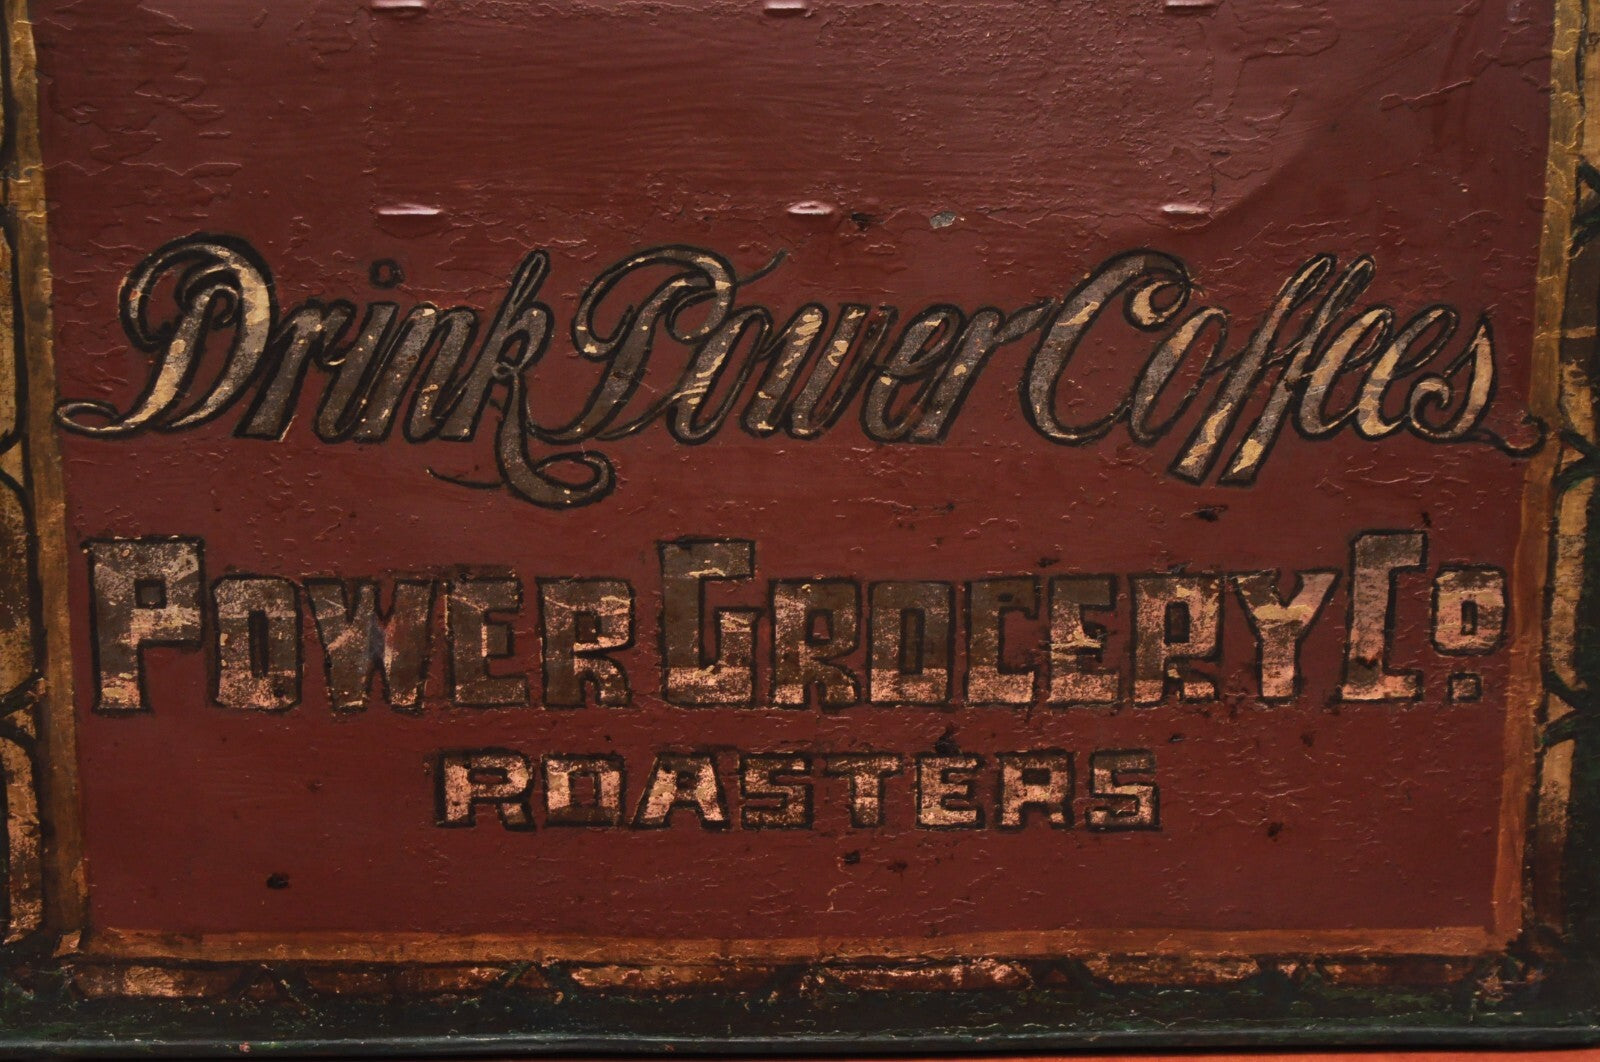 Drink Power Coffees
POWER GROCERY CO.
ROASTERS